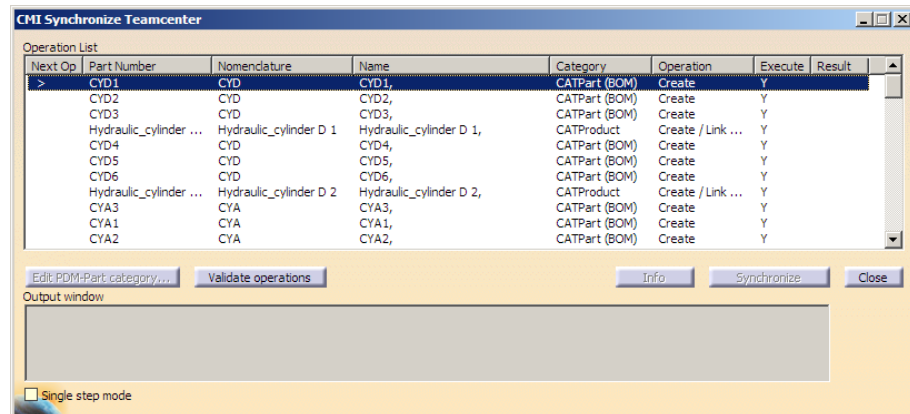 CMI Synchronize Teamcenter
Operation List
Next Op Part Number Nomenclature Name Category Operation Execute Result
> CYD1 CYD CYD1, CATPart (BOM) Create Y
CYD2 CYD CYD2, CATPart (BOM) Create Y
CYD3 CYD CYD3, CATPart (BOM) Create Y
Hydraulic_cylinder ... Hydraulic_cylinder D 1 Hydraulic_cylinder D 1, CATProduct Create / Link ... Y
CYD4 CYD CYD4, CATPart (BOM) Create Y
CYD5 CYD CYD5, CATPart (BOM) Create Y
CYD6 CYD CYD6, CATPart (BOM) Create Y
Hydraulic_cylinder ... Hydraulic_cylinder D 2 Hydraulic_cylinder D 2, CATProduct Create / Link ... Y
CYA3 CYA CYA3, CATPart (BOM) Create Y
CYA1 CYA CYA1, CATPart (BOM) Create Y
CYA2 CYA CYA2, CATPart (BOM) Create Y
Edit PDM-Part category... Validate operations Info Synchronize Close
Output window
Single step mode